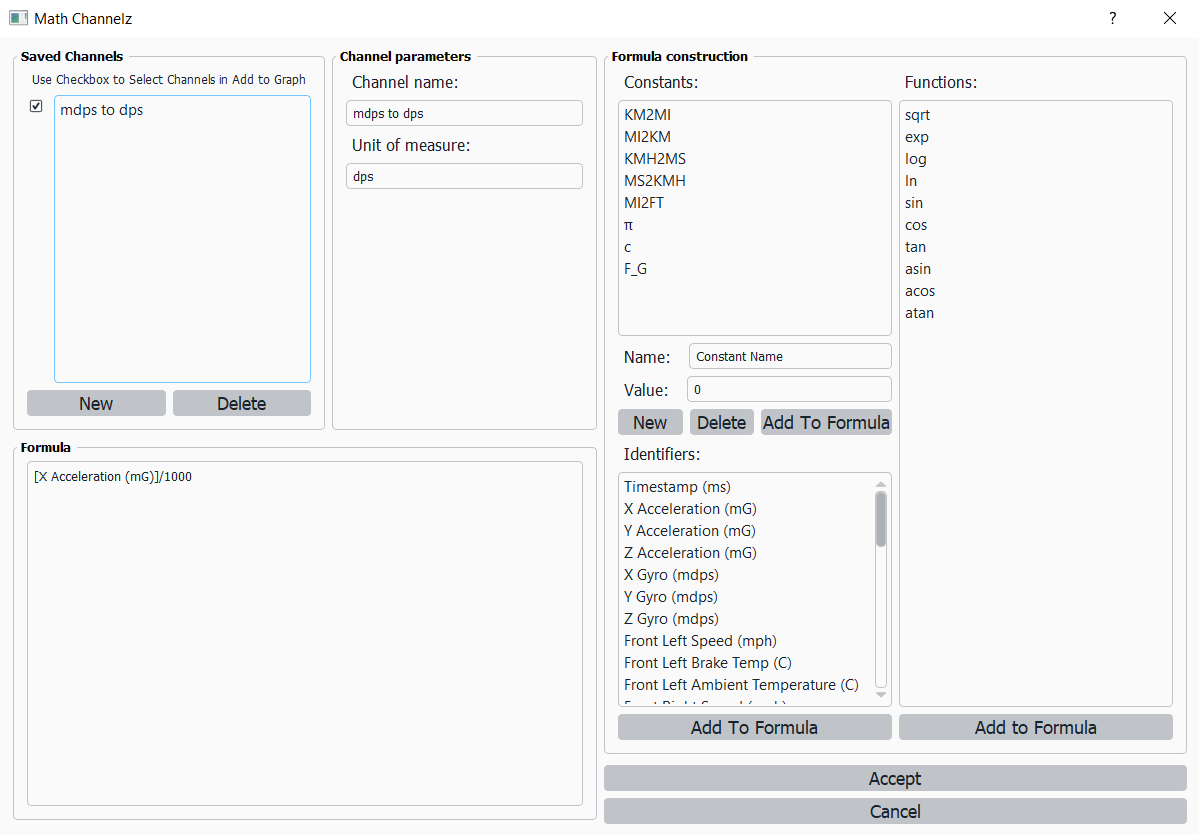 Math Channelz
?
Saved Channels
Use Checkbox to Select Channels in Add to Graph
mdps to dps
New
Delete
Channel parameters
Channel name:
mdps to dps
Unit of measure:
dps
Formula
[X Acceleration (mG)]/1000
Formula construction
Constants:
KM2MI
MI2KM
KMH2MS
MS2KMH
MI2FT
π
c
F_G
Name:
Constant Name
Value:
0
New
Delete
Add To Formula
Identifiers:
Timestamp (ms)
X Acceleration (mG)
Y Acceleration (mG)
Z Acceleration (mG)
X Gyro (mdps)
Y Gyro (mdps)
Z Gyro (mdps)
Front Left Speed (mph)
Front Left Brake Temp (C)
Front Left Ambient Temperature (C)
Add To Formula
Functions:
sqrt
exp
log
ln
sin
cos
tan
asin
acos
atan
Add to Formula
Accept
Cancel